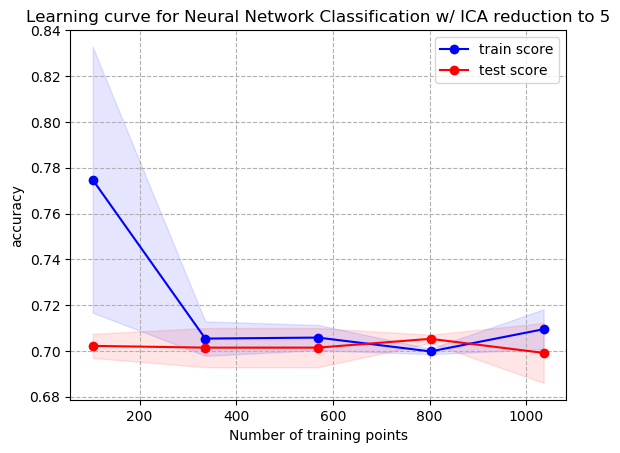 Learning curve for Neural Network Classification w/ ICA reduction to 5
train score
test score
0.84
0.82
0.80
0.78
0.76
0.74
0.72
0.70
0.68
accuracy
200
400
600
800
1000
Number of training points